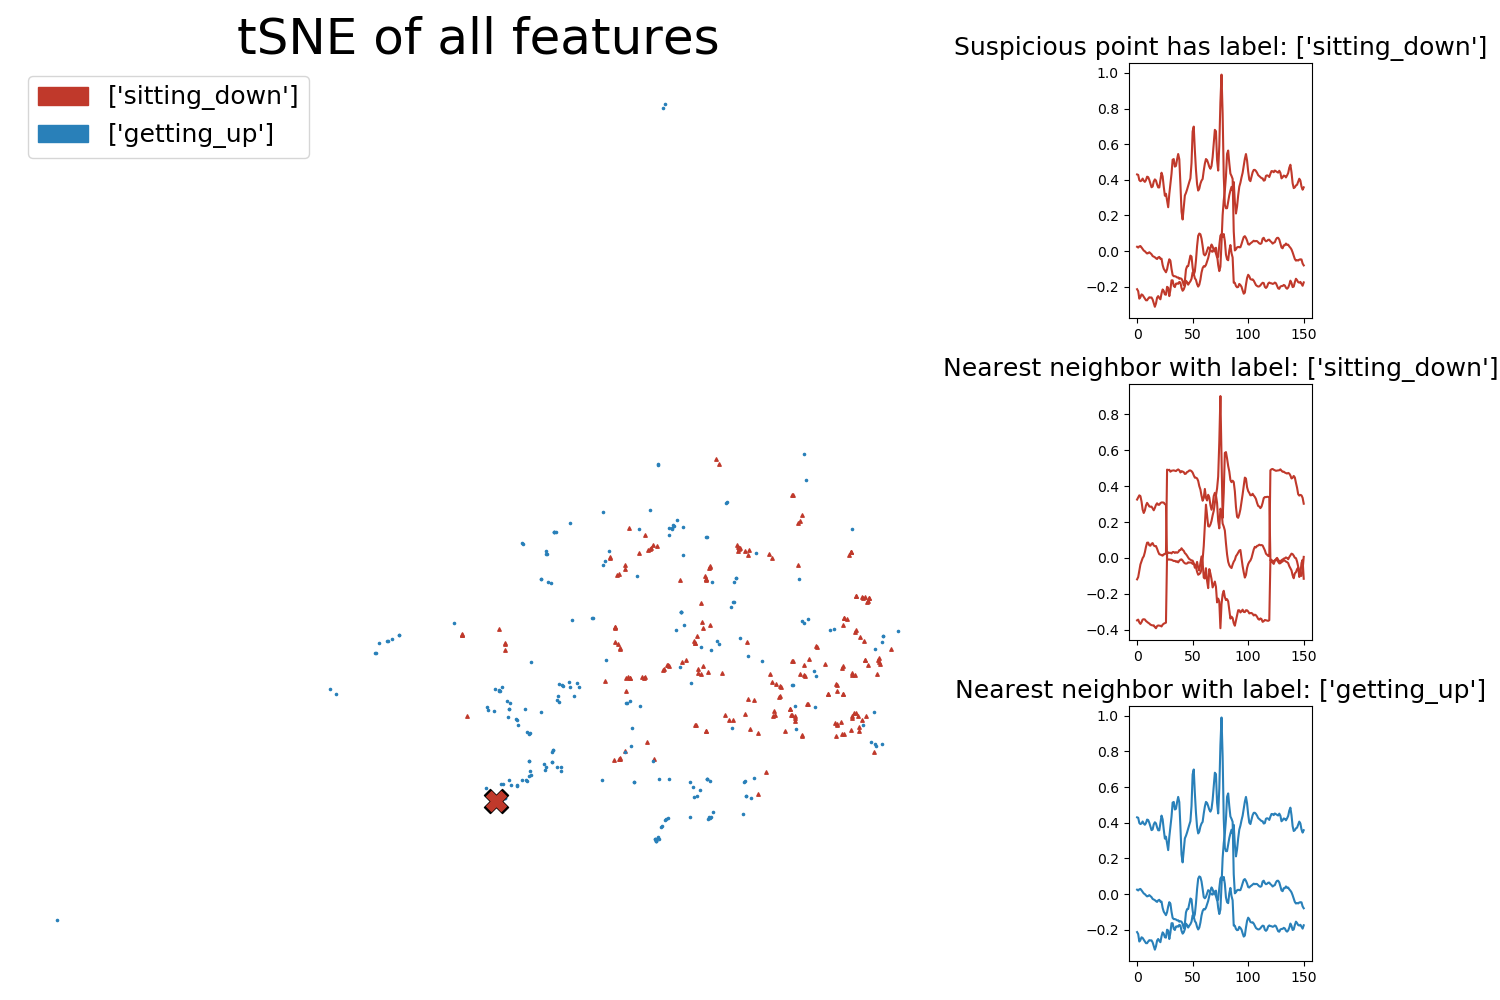 tSNE of all features
['sitting_down']
['getting_up']
Suspicious point has label: ['sitting_down']
1.0
0.8
0.6
0.4
0.2
0.0
−0.2
0 50 100 150
Nearest neighbor with label: ['sitting_down']
0.8
0.6
0.4
0.2
0.0
−0.2
−0.4
0 50 100 150
Nearest neighbor with label: ['getting_up']
1.0
0.8
0.6
0.4
0.2
0.0
−0.2
0 50 100 150